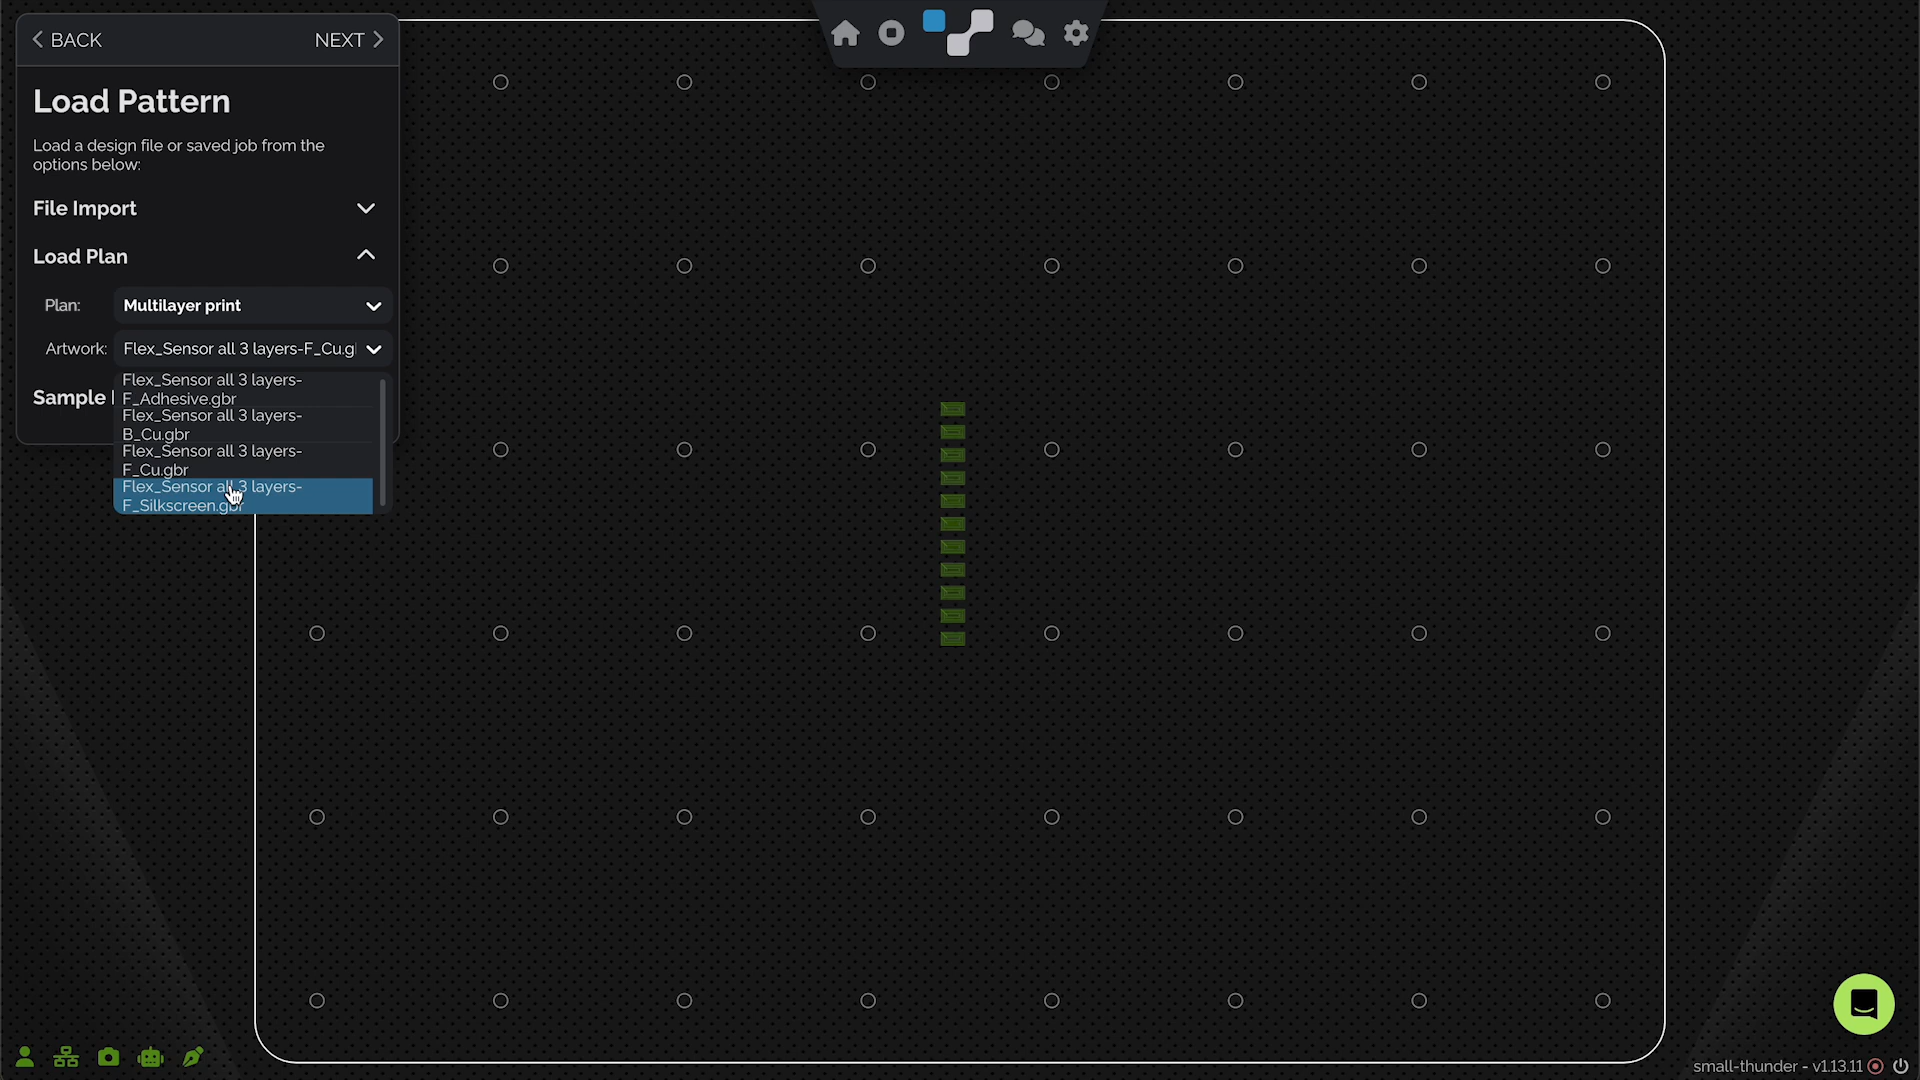 BACK
NEXT
Load Pattern
Load a design file or saved job from the
options below:
File Import
Load Plan
Plan:
Multilayer print
Artwork:
Flex_Sensor all 3 layers-F_Cu.g
Flex_Sensor all 3 layers-
F_Adhesive.gbr
Flex_Sensor all 3 layers-
B_Cu.gbr
Flex_Sensor all 3 layers-
F_Cu.gbr
Flex_Sensor all 3 layers-
F_Silkscreen.gbr
Sample
small-thunder - v1.13.11